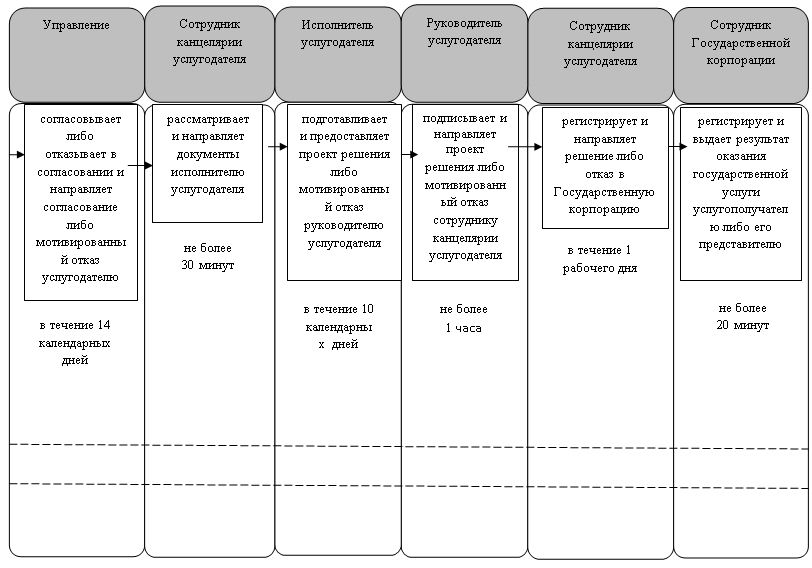 Управление
Сотрудник
канцелярии
услугодателя
Исполнитель
услугодателя
Руководитель
услугодателя
Сотрудник
канцелярии
услугодателя
Сотрудник
Государственной
корпорации
согласовывает
либо
отказывает в
согласовании и
направляет
согласование
либо
мотивированны
й отказ
услугодателю
в течение 14
календарных
дней
рассматривает
и направляет
документы
исполнителю
услугодателя
не более
30 минут
подготавливает
и предоставляет
проект решения
либо
мотивированны
й отказ
руководителю
услугодателя
в течение 10
календарны
х дней
подписывает и
направляет
проект
решения либо
мотивированн
ый отказ
сотруднику
канцелярии
услугодателя
не более
1 часа
регистрирует и
направляет
решение либо
отказ в
Государственную
корпорацию
в течение 1
рабочего дня
регистрирует и
выдает результат
оказания
государственной
услуги
услугополучател
ю либо его
представителю
не более
20 минут